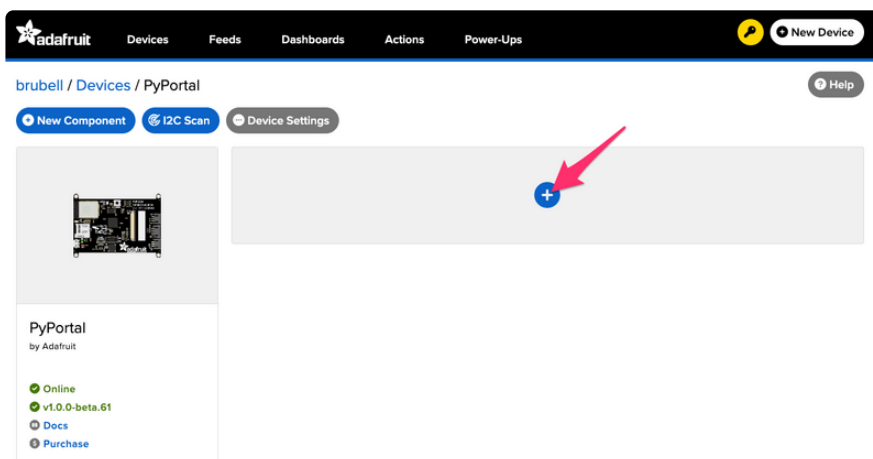 adafruit Devices Feeds Dashboards Actions Power-Ups New Device
brubell / Devices / PyPortal Help
New Component I2C Scan Device Settings
adafruit
PyPortal
by Adafruit
Online
v1.0.0-beta.61
Docs
Purchase